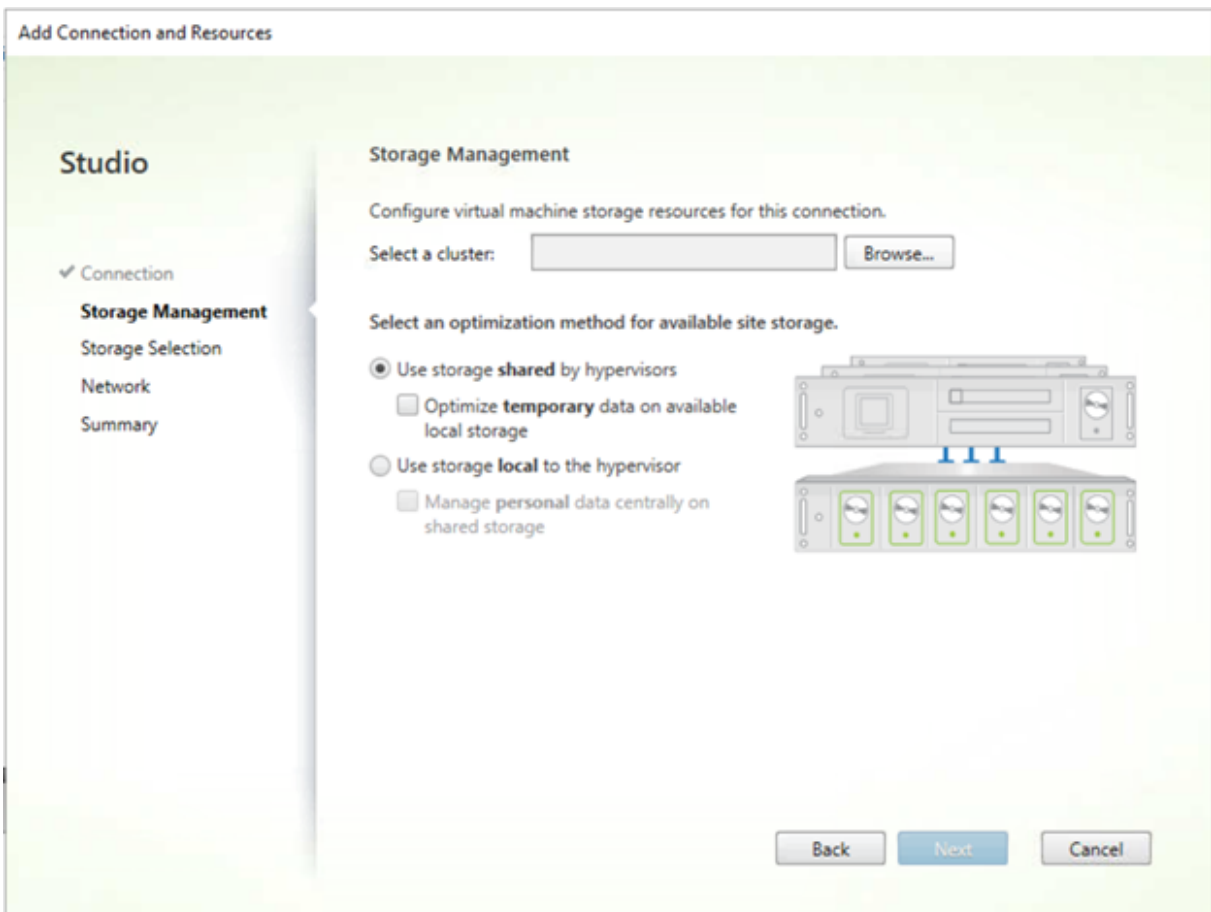 Add Connection and Resources
Studio
Connection
Storage Management
Storage Selection
Network
Summary
Storage Management
Configure virtual machine storage resources for this connection.
Select a cluster:
Browse...
Select an optimization method for available site storage.
Use storage shared by hypervisors
Optimize temporary data on available
local storage
Use storage local to the hypervisor
Manage personal data centrally on
shared storage
Back
Next
Cancel